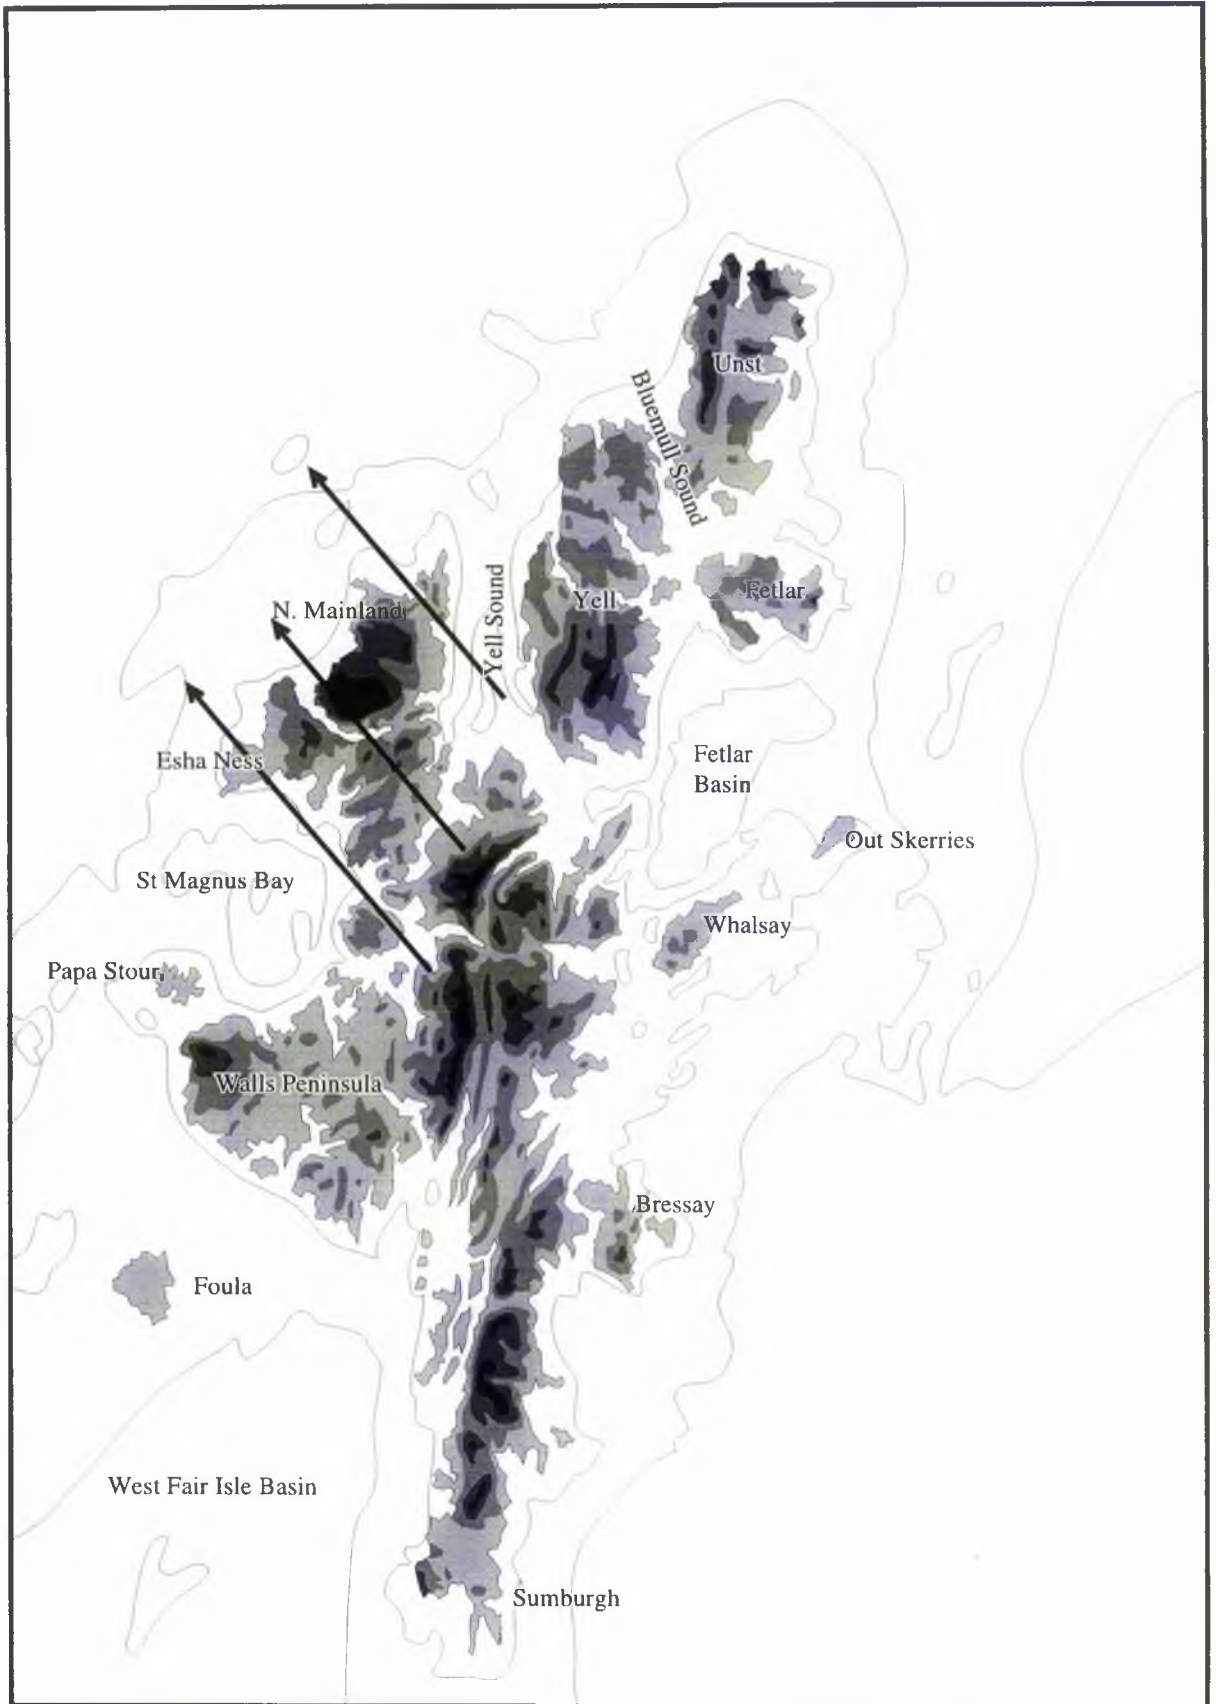 Unst
Bluemull Sound
Yell
Fetlar
Yell Sound
N. Mainland
Esha Ness
Fetlar
Basin
Out Skerries
St Magnus Bay
Whalsay
Papa Stour
Walls Peninsula
Bressay
Foula
West Fair Isle Basin
Sumburgh